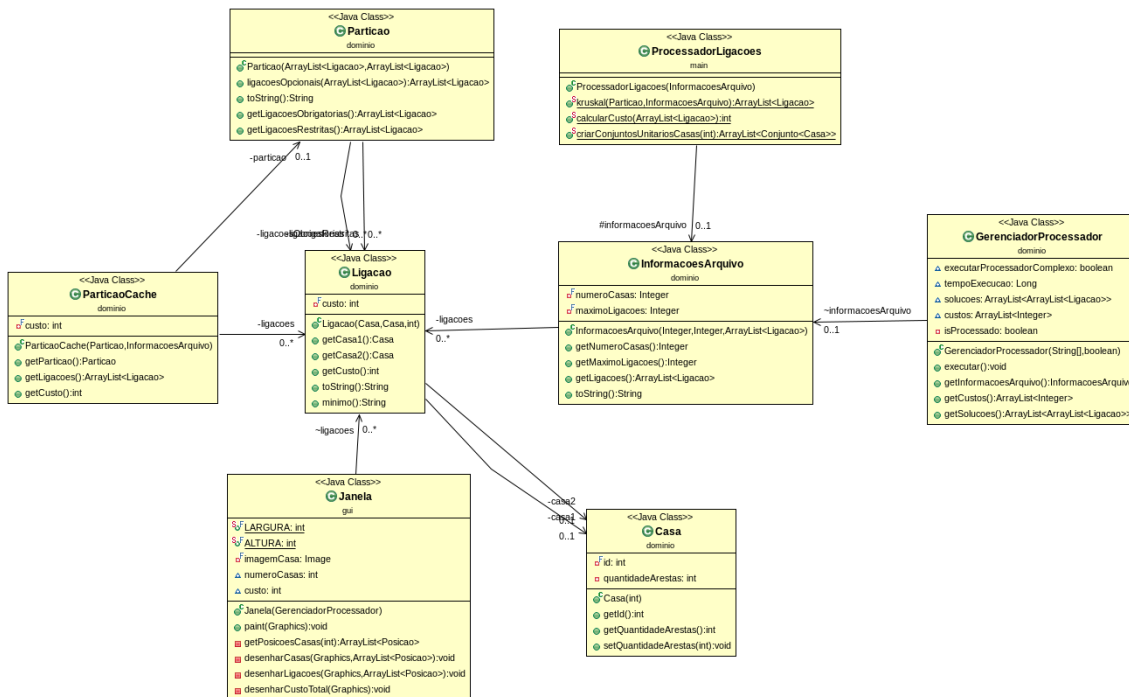 <<Java Class>>
Particao
dominio
Particao(ArrayList<Ligacao>,ArrayList<Ligacao>)
ligacoesOpcionais(ArrayList<Ligacao>):ArrayList<Ligacao>
toString():String
getLigacoesObrigatorias():ArrayList<Ligacao>
getLigacoesRestritas():ArrayList<Ligacao>
<<Java Class>>
ProcessadorLigacoes
main
ProcessadorLigacoes(InformacoesArquivo)
kruskal(Particao,InformacoesArquivo):ArrayList<Ligacao>
calcularCusto(ArrayList<Ligacao>):int
criarConjuntosUnitariosCasas(int):ArrayList<Conjunto<Casa>>
-particao 0..1
#informacoesArquivo 0..1
0..* 0..*
<<Java Class>>
ParticaoCache
dominio
custo: int
ParticaoCache(Particao,InformacoesArquivo)
getParticao():Particao
getLigacoes():ArrayList<Ligacao>
getCusto():int
-ligacoes
0..*
<<Java Class>>
Ligacao
dominio
custo: int
Ligacao(Casa,Casa,int)
getCasa1():Casa
getCasa2():Casa
getCusto():int
toString():String
minimo():String
-ligacoes
0..*
<<Java Class>>
InformacoesArquivo
dominio
numeroCasas: Integer
maximoLigacoes: Integer
InformacoesArquivo(Integer,Integer,ArrayList<Ligacao>)
getNumeroCasas():Integer
getMaximoLigacoes():Integer
getLigacoes():ArrayList<Ligacao>
toString():String
~informacoesArquivo
0..1
<<Java Class>>
GerenciadorProcessador
dominio
executarProcessadorComplexo: boolean
tempoExecucao: Long
solucoes: ArrayList<ArrayList<Ligacao>>
custos: ArrayList<Integer>
isProcessado: boolean
GerenciadorProcessador(String[],boolean)
executar():void
getInformacoesArquivo():InformacoesArquivo
getCustos():ArrayList<Integer>
getSolucoes():ArrayList<ArrayList<Ligacao>>
~ligacoes 0..*
<<Java Class>>
Janela
gui
LARGURA: int
ALTURA: int
imagemCasa: Image
numeroCasas: int
custo: int
Janela(GerenciadorProcessador)
paint(Graphics):void
getPosicoesCasas(int):ArrayList<Posicao>
desenharCasas(Graphics,ArrayList<Posicao>):void
desenharLigacoes(Graphics,ArrayList<Posicao>):void
desenharCustoTotal(Graphics):void
-casa2
-casa1
0..1
0..1
<<Java Class>>
Casa
dominio
id: int
quantidadeArestas: int
Casa(int)
getId():int
getQuantidadeArestas():int
setQuantidadeArestas(int):void